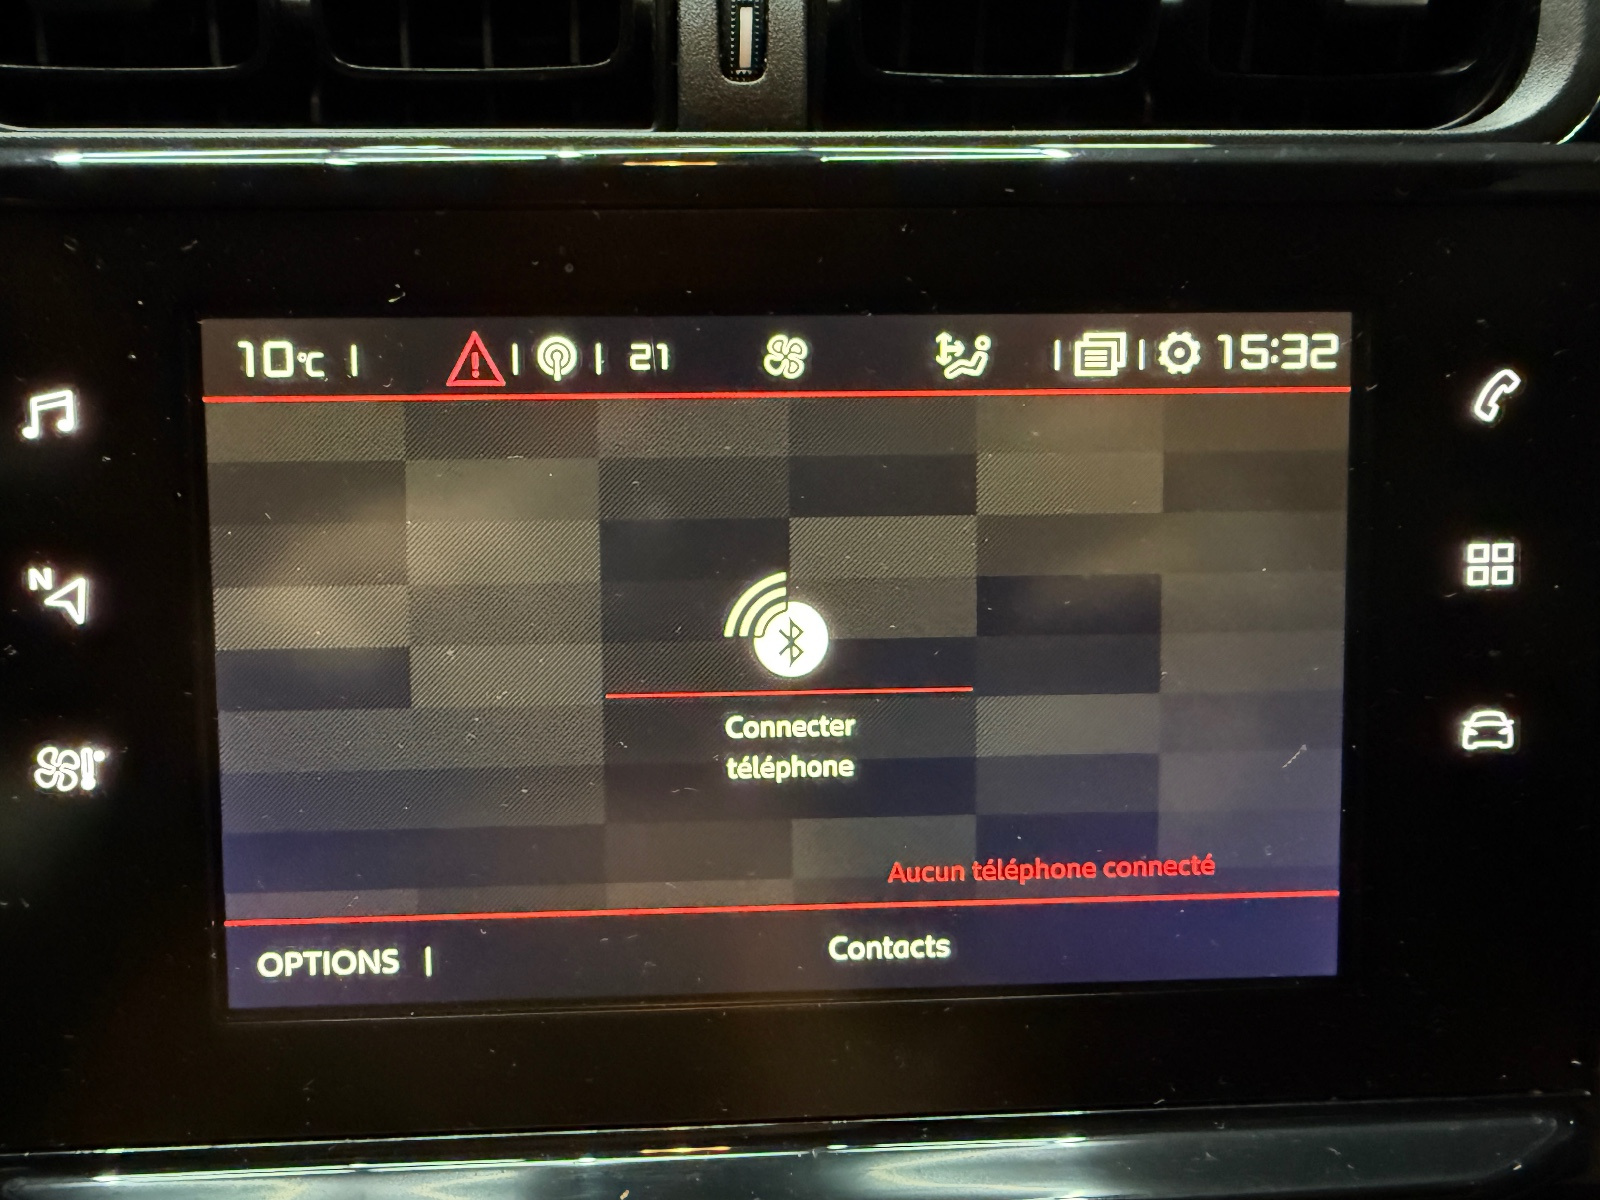 10°C
21
15:32
N
Connecter
téléphone
Aucun téléphone connecté
OPTIONS
Contacts